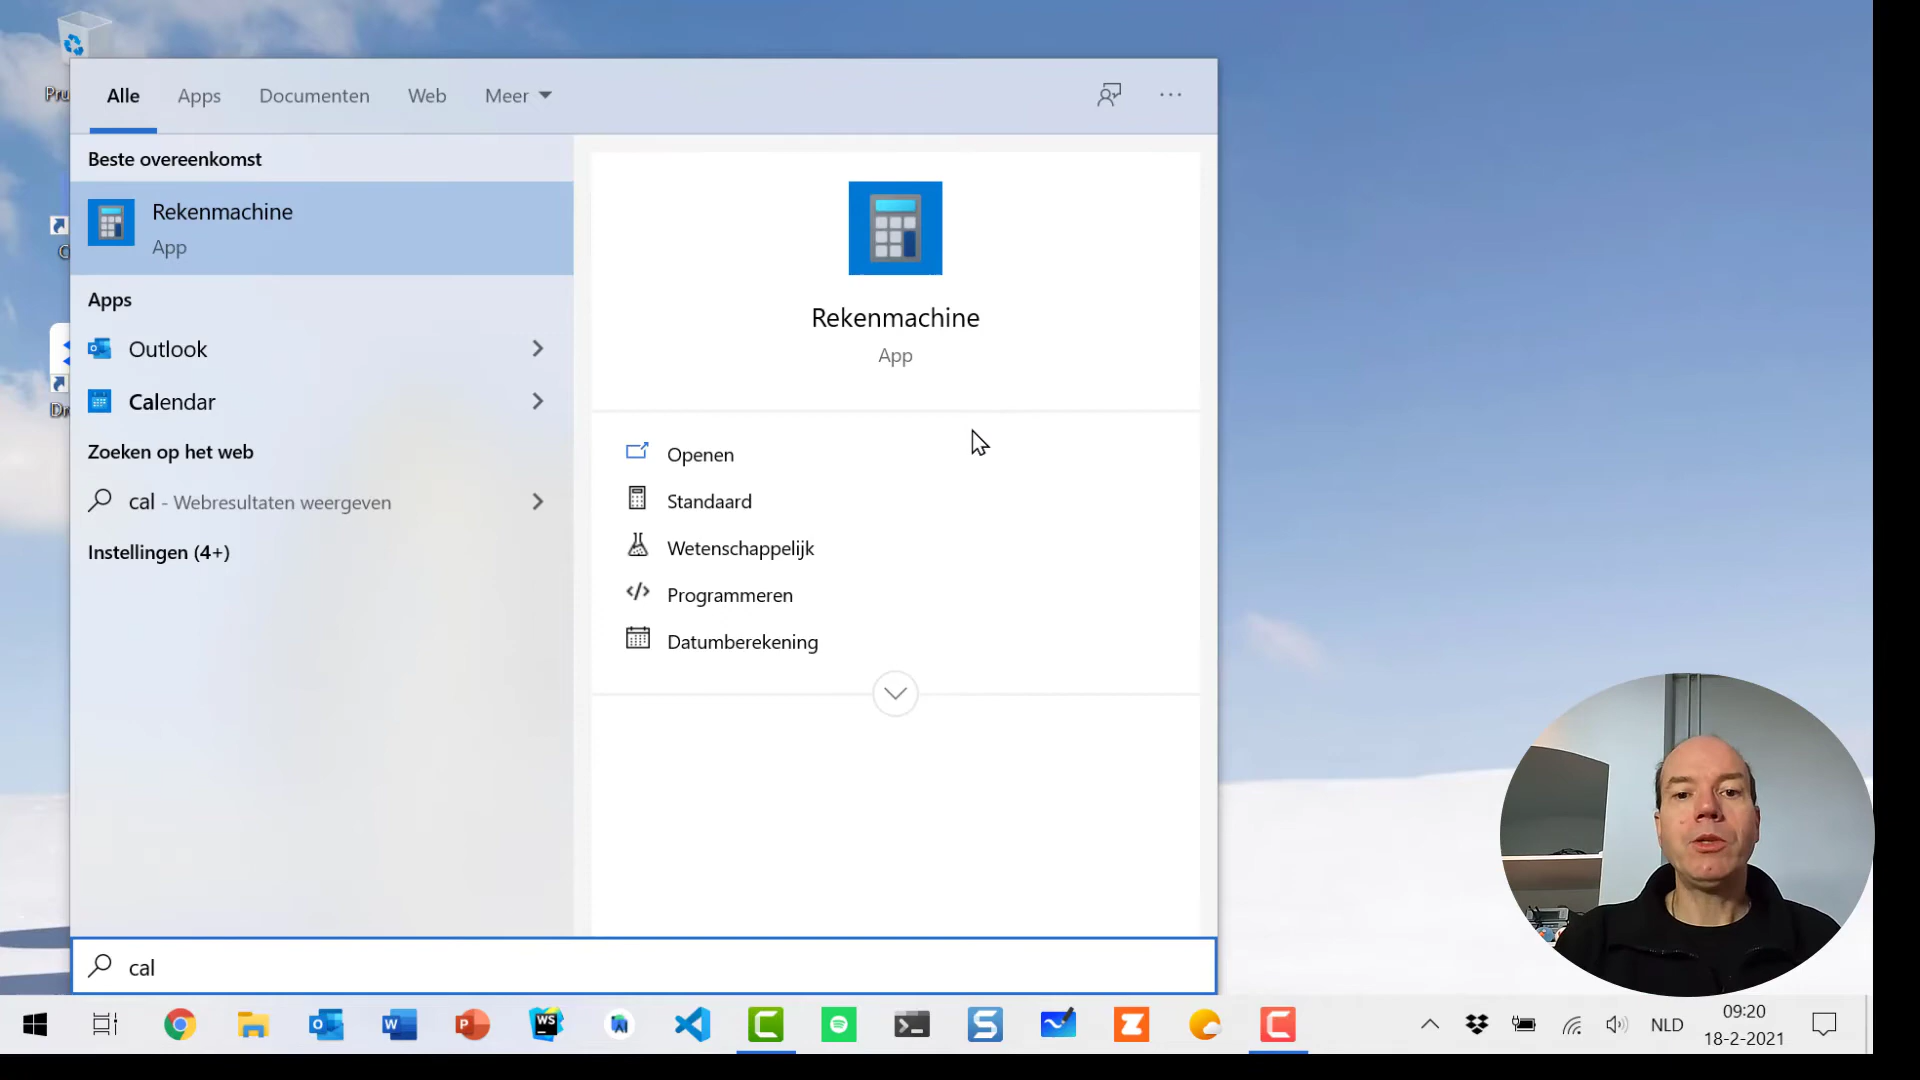 Alle Apps Documenten Web Meer
Beste overeenkomst
Rekenmachine
App
Apps
Outlook
Calendar
Zoeken op het web
cal - Webresultaten weergeven
Instellingen (4+)
Rekenmachine
App
Openen
Standaard
Wetenschappelijk
Programmeren
Datumberekening
cal
WS
NLD
09:20
18-2-2021